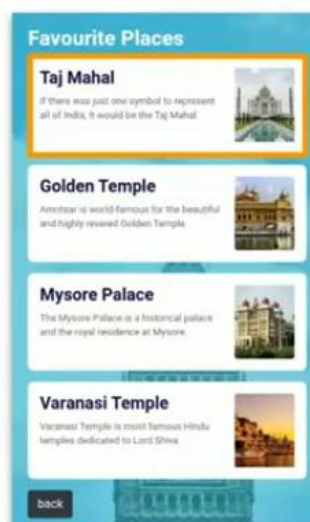 Favourite Places
Taj Mahal
If there was just one symbol to represent
all of India, it would be the Taj Mahal
Golden Temple
Amritsar is world-famous for the beautiful
and highly revered Golden Temple
Mysore Palace
The Mysore Palace is a historical palace
and the royal residence at Mysore.
Varanasi Temple
Varanasi Temple is most famous Hindu
temples dedicated to Lord Shiva
back